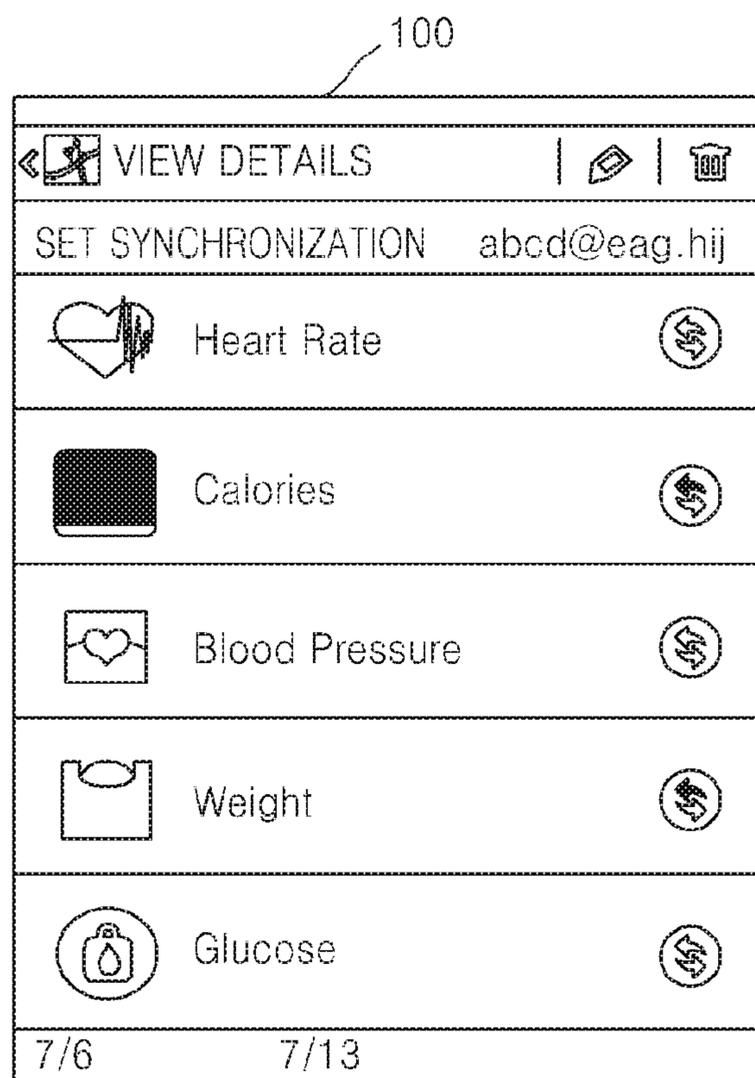 100
VIEW DETAILS
SET SYNCHRONIZATION abcd@eag.hij
Heart Rate
Calories
Blood Pressure
Weight
Glucose
7/6 7/13